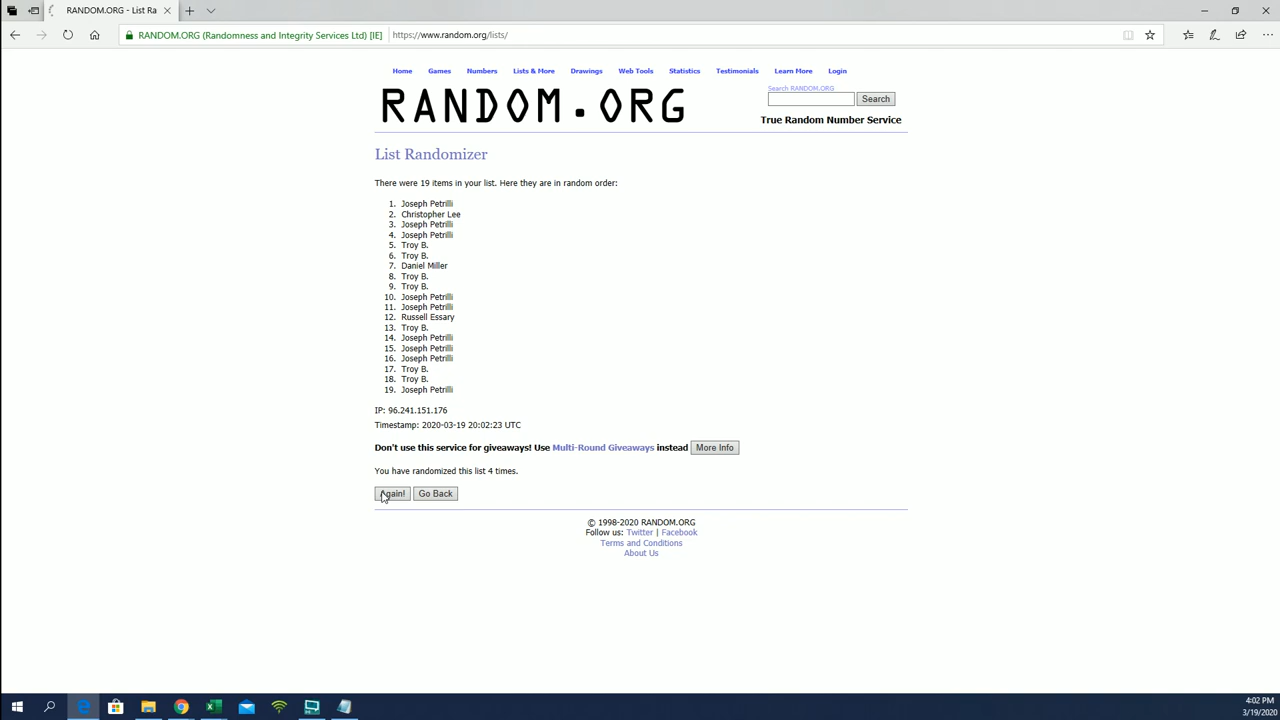 RANDOM.ORG - List Ra
RANDOM.ORG (Randomness and Integrity Services Ltd) [IE] https://www.random.org/lists/
Home Games Numbers Lists & More Drawings Web Tools Statistics Testimonials Learn More Login
RANDOM.ORG
Search RANDOM.ORG
Search
True Random Number Service
List Randomizer
There were 19 items in your list. Here they are in random order:
1. Joseph Petrilli
2. Christopher Lee
3. Joseph Petrilli
4. Joseph Petrilli
5. Troy B.
6. Troy B.
7. Daniel Miller
8. Troy B.
9. Troy B.
10. Joseph Petrilli
11. Joseph Petrilli
12. Russell Essary
13. Troy B.
14. Joseph Petrilli
15. Joseph Petrilli
16. Joseph Petrilli
17. Troy B.
18. Troy B.
19. Joseph Petrilli
IP: 96.241.151.176
Timestamp: 2020-03-19 20:02:23 UTC
Don't use this service for giveaways! Use Multi-Round Giveaways instead More Info
You have randomized this list 4 times.
Again! Go Back
© 1998-2020 RANDOM.ORG
Follow us: Twitter | Facebook
Terms and Conditions
About Us
4:02 PM
3/19/2020